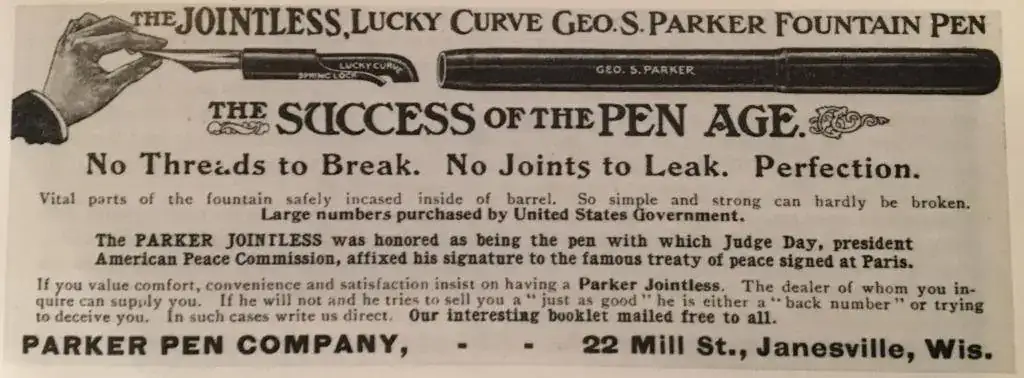 THE JOINTLESS, LUCKY CURVE GEO. S. PARKER FOUNTAIN PEN
LUCKY CURVE
SPRING LOCK
GEO. S. PARKER
THE SUCCESS OF THE PEN AGE.
No Threads to Break. No Joints to Leak. Perfection.
Vital parts of the fountain safely incased inside of barrel. So simple and strong can hardly be broken.
Large numbers purchased by United States Government.
The PARKER JOINTLESS was honored as being the pen with which Judge Day, president
American Peace Commission, affixed his signature to the famous treaty of peace signed at Paris.
If you value comfort, convenience and satisfaction insist on having a Parker Jointless. The dealer of whom you in-
quire can supply you. If he will not and he tries to sell you a "just as good" he is either a "back number" or trying
to deceive you. In such cases write us direct. Our interesting booklet mailed free to all.
PARKER PEN COMPANY, - - 22 Mill St., Janesville, Wis.